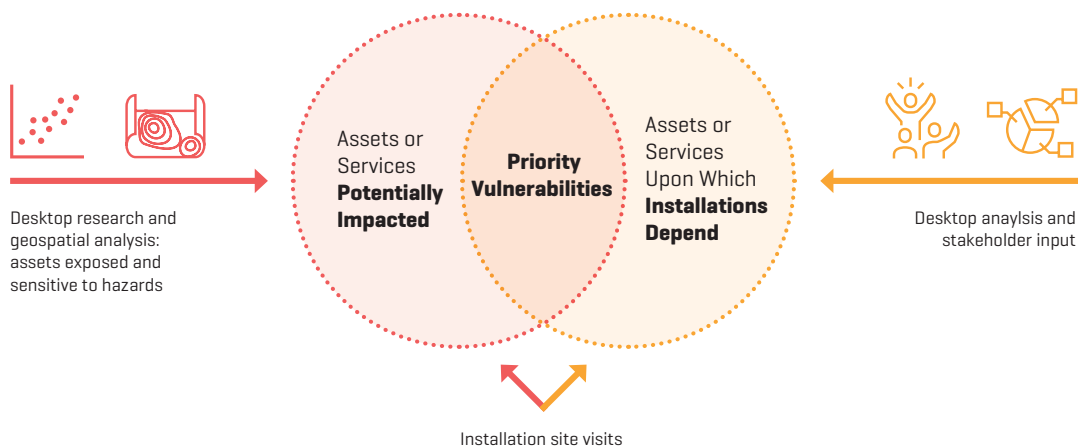 Desktop research and
geospatial analysis:
assets exposed and
sensitive to hazards
Assets or
Services
Potentially
Impacted
Priority
Vulnerabilities
Assets or
Services
Upon Which
Installations
Depend
Desktop anaylsis and
stakeholder input
Installation site visits